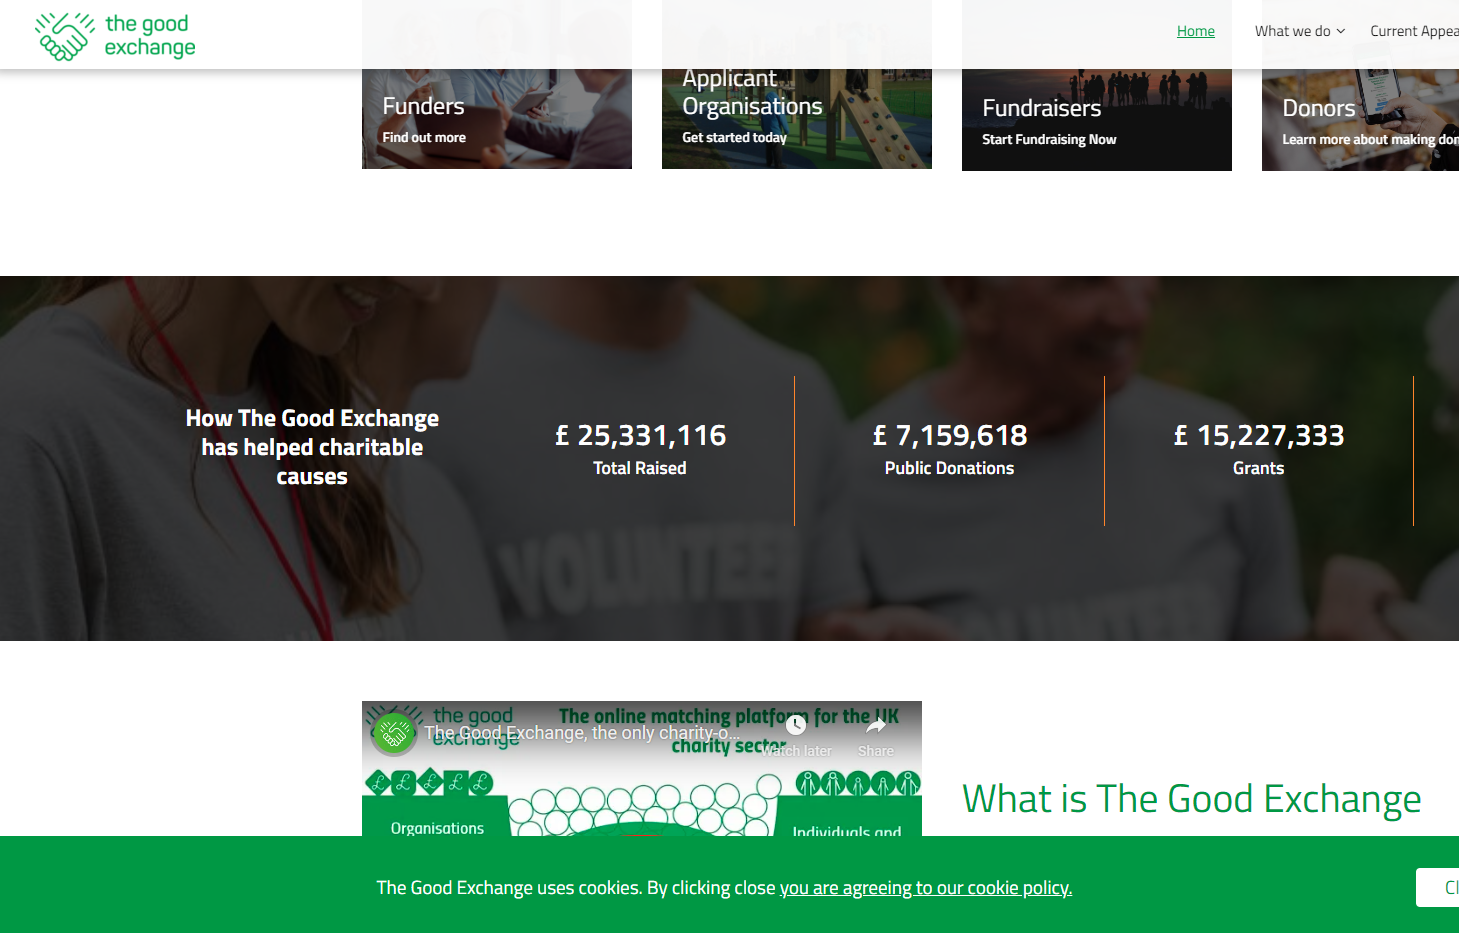 the good
exchange
Home
What we do
Current Appea
Funders
Find out more
Applicant
Organisations
Get started today
Fundraisers
Start Fundraising Now
Donors
Learn more about making don
How The Good Exchange
has helped charitable
causes
£ 25,331,116
Total Raised
£ 7,159,618
Public Donations
£ 15,227,333
Grants
VOLUNTEER
VOLUNTEER
the good
exchange
The online matching platform for the UK
charity sector
The Good Exchange, the only charity-o...
Watch later
Share
Organisations
Individuals and
What is The Good Exchange
The Good Exchange uses cookies. By clicking close you are agreeing to our cookie policy.
Cl